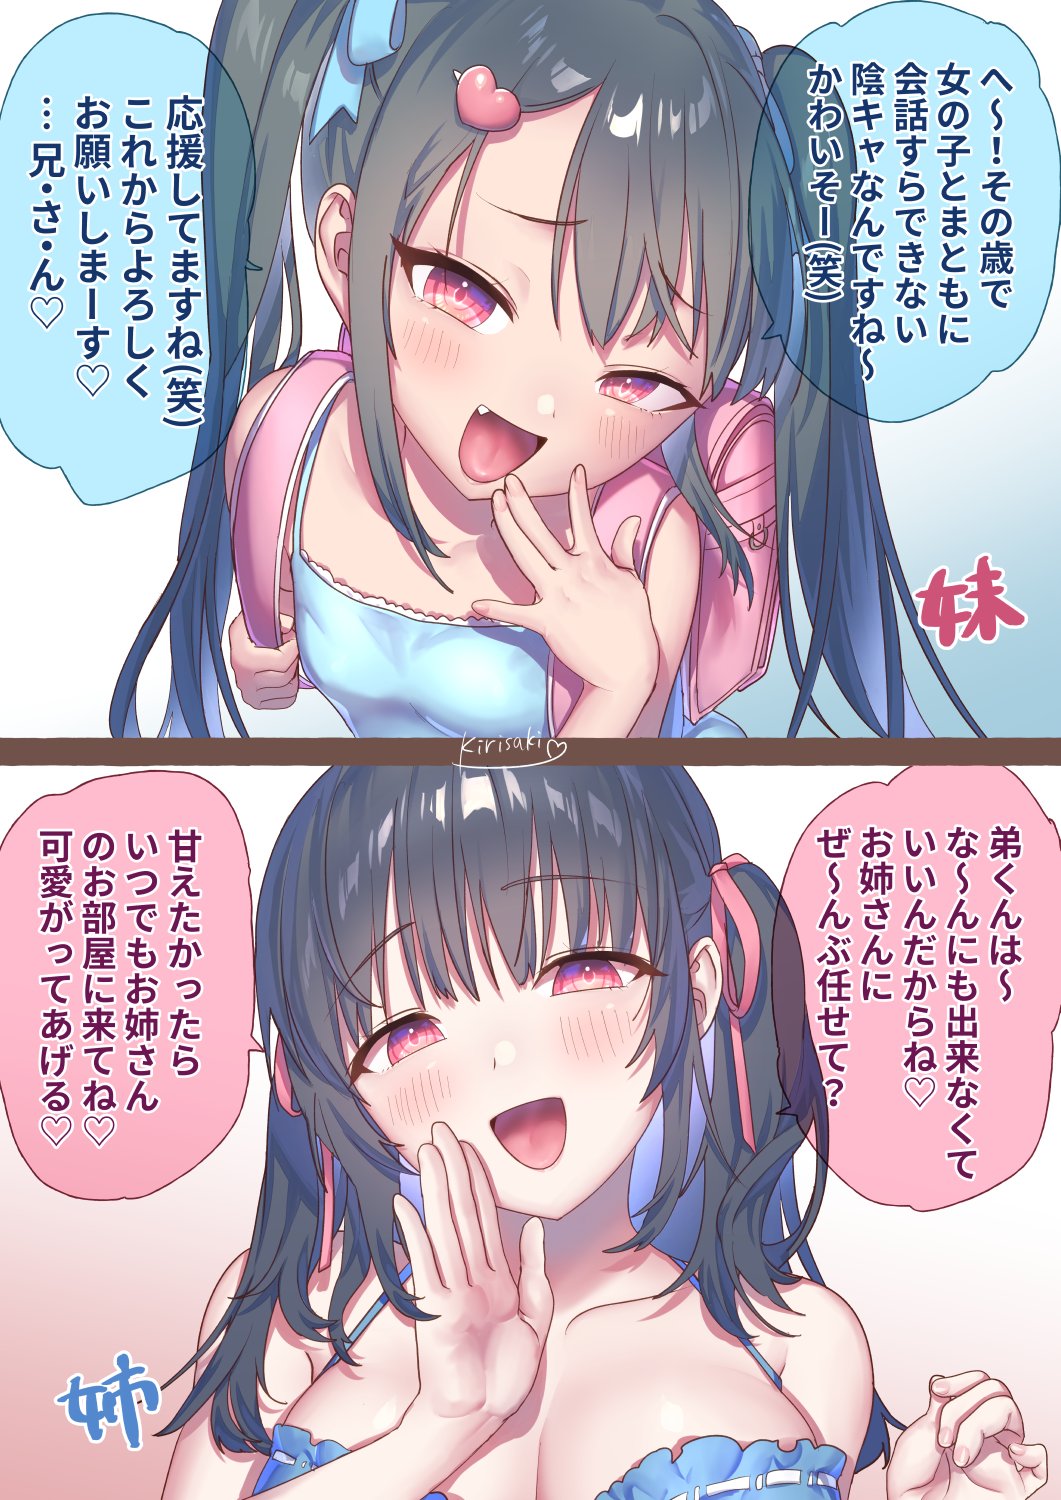 へ～！その歳で
女の子とまともに
会話すらできない
陰キャなんですね～
かわいそー(笑)
応援してますね(笑)
これからよろしく
お願いしまーす♡
…兄・さ・ん♡
妹
Kirisaki♡
弟くんは～
な～んにも出来なくて
いいんだからね♡
お姉さんに
ぜ～んぶ任せて？
甘えたかったら
いつでもお姉さん
のお部屋に来てね♡
可愛がってあげる♡
姉